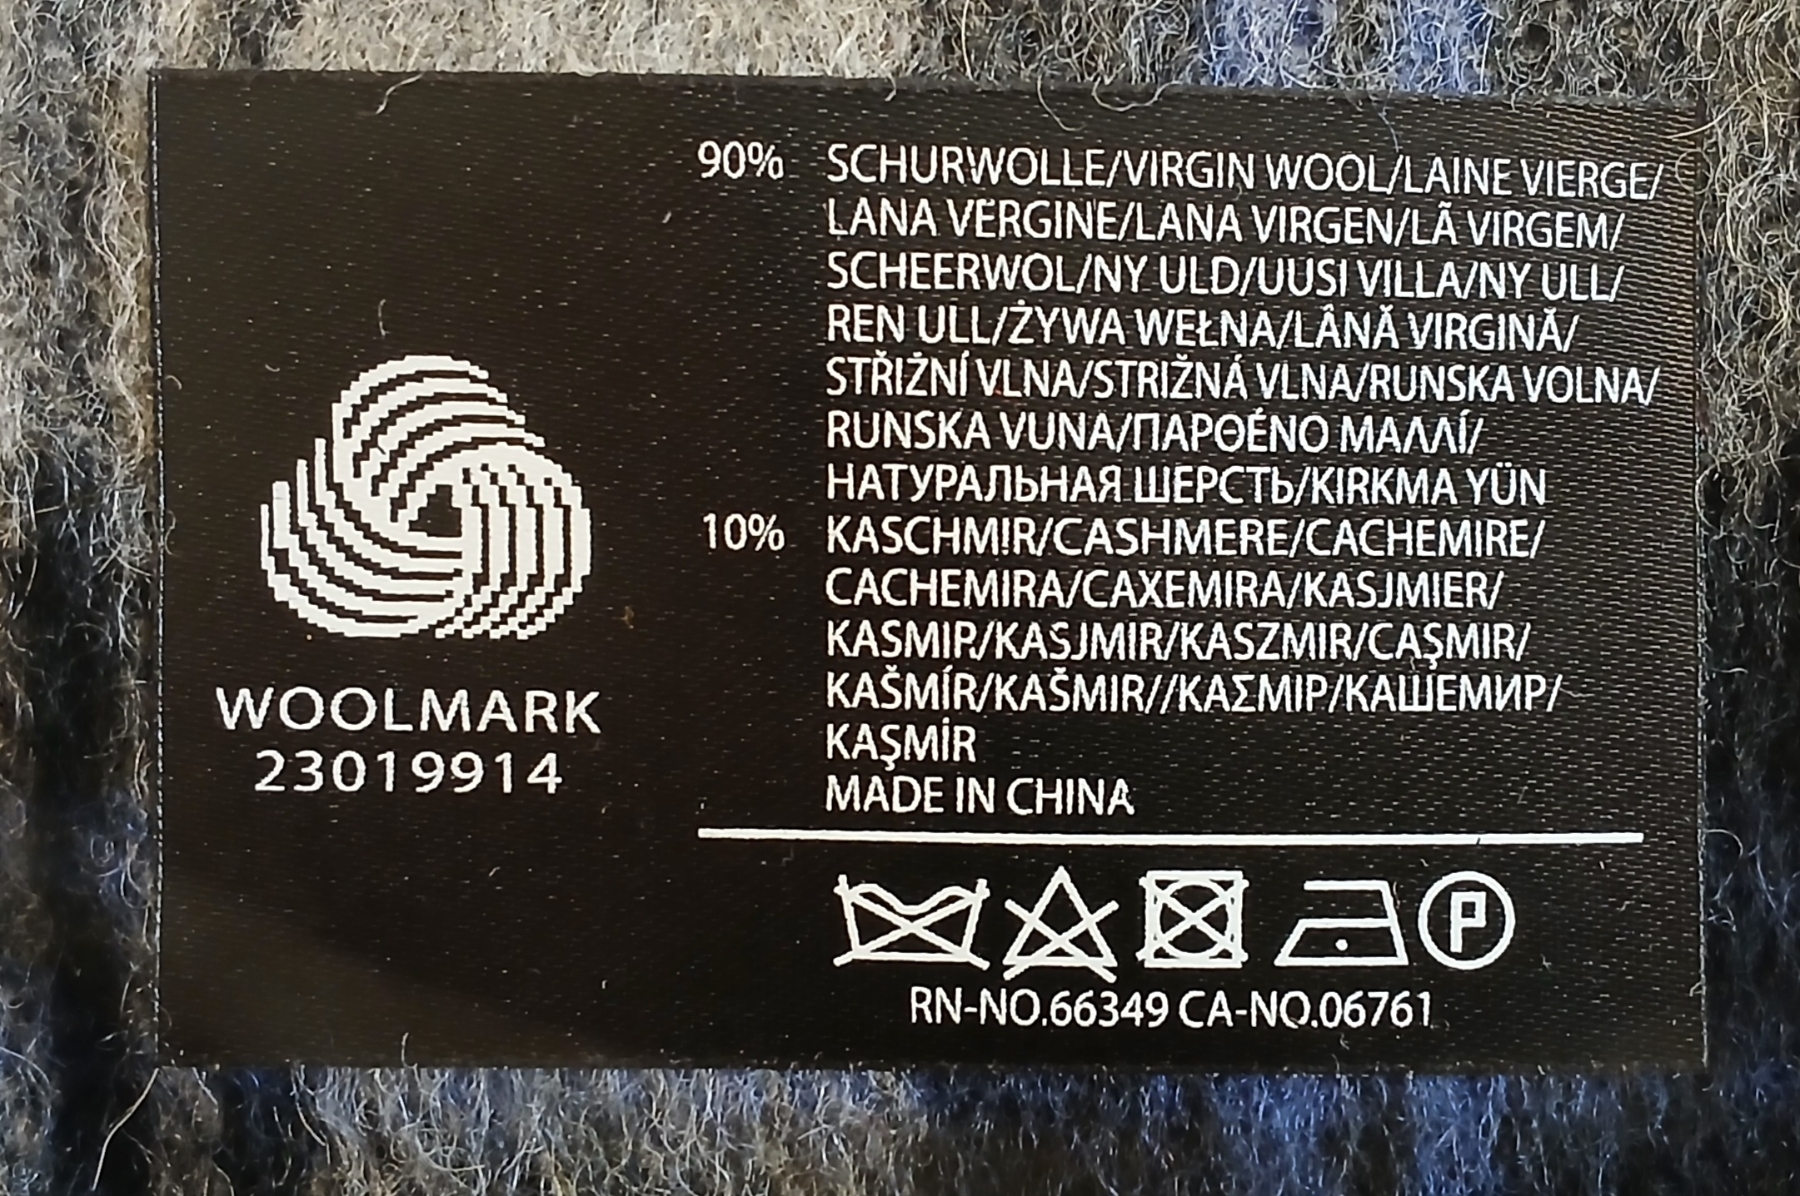 90% SCHURWOLLE/VIRGIN WOOL/LAINE VIERGE/
LANA VERGINE/LANA VIRGEN/LÃ VIRGEM/
SCHEERWOL/NY ULD/UUSI VILLA/NY ULL/
REN ULL/ŻYWA WEŁNA/LÂNĂ VIRGINĂ/
STŘIŽNÍ VLNA/STRIŽNÁ VLNA/RUNSKA VOLNA/
RUNSKA VUNA/ΠΑΡΘΈΝΟ ΜΑΛΛΊ/
НАТУРАЛЬНАЯ ШЕРСТЬ/KIRKMA YÜN
10% KASCHMIR/CASHMERE/CACHEMIRE/
CACHEMIRA/CAXEMIRA/KASJMIER/
KASMIR/KASJMIR/KASZMIR/CAŞMIR/
KAŠMÍR/KAŠMIR//ΚΑΣΜΙΡ/КАШЕМИР/
KAŞMİR
MADE IN CHINA
WOOLMARK
23019914
P
RN-NO.66349 CA-NO.06761